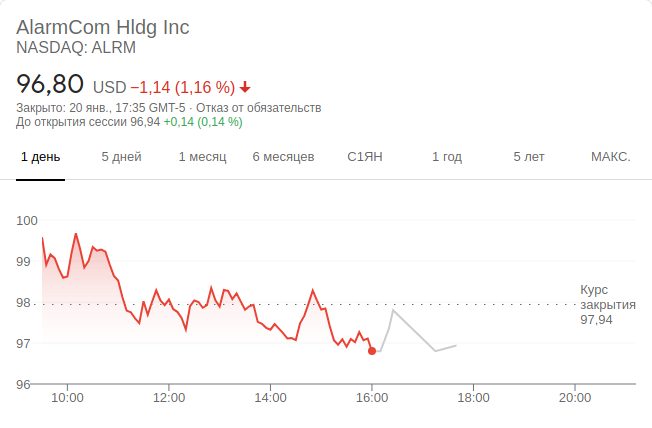 AlarmCom Hldg Inc
NASDAQ: ALRM
96,80 USD −1,14 (1,16 %)
Закрыто: 20 янв., 17:35 GMT-5 · Отказ от обязательств
До открытия сессии 96,94 +0,14 (0,14 %)
1 день 5 дней 1 месяц 6 месяцев С1ЯН 1 год 5 лет МАКС.
100
99
98
97
96
Курс
закрытия
97,94
10:00 12:00 14:00 16:00 18:00 20:00